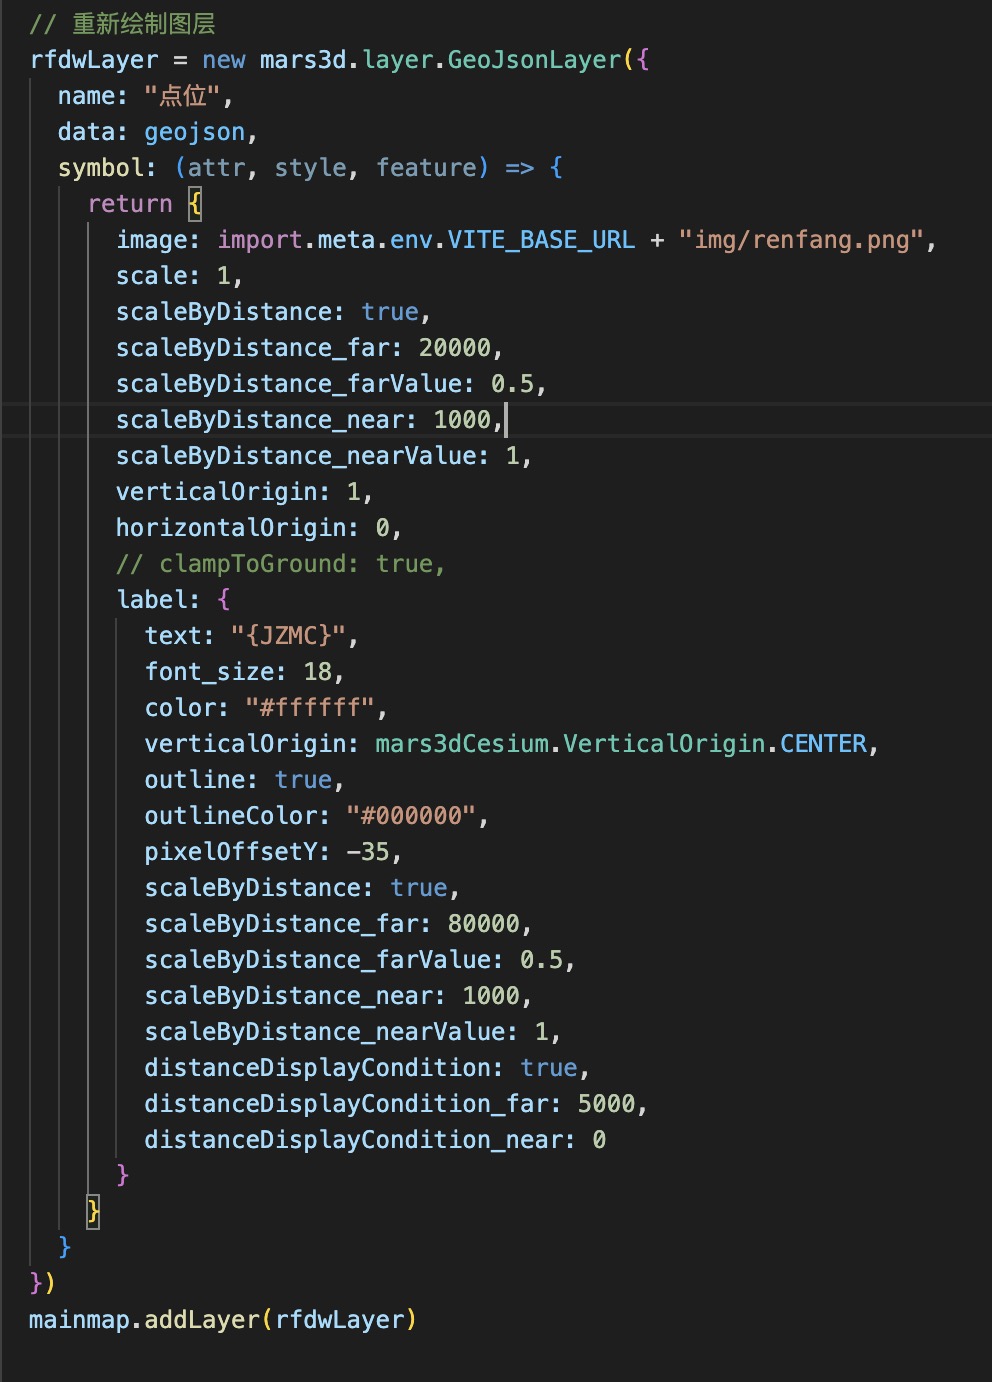 // 重新绘制图层
rfdwLayer = new mars3d.layer.GeoJsonLayer({
  name: "点位",
  data: geojson,
  symbol: (attr, style, feature) => {
    return {
      image: import.meta.env.VITE_BASE_URL + "img/renfang.png",
      scale: 1,
      scaleByDistance: true,
      scaleByDistance_far: 20000,
      scaleByDistance_farValue: 0.5,
      scaleByDistance_near: 1000,
      scaleByDistance_nearValue: 1,
      verticalOrigin: 1,
      horizontalOrigin: 0,
      // clampToGround: true,
      label: {
        text: "{JZMC}",
        font_size: 18,
        color: "#ffffff",
        verticalOrigin: mars3dCesium.VerticalOrigin.CENTER,
        outline: true,
        outlineColor: "#000000",
        pixelOffsetY: -35,
        scaleByDistance: true,
        scaleByDistance_far: 80000,
        scaleByDistance_farValue: 0.5,
        scaleByDistance_near: 1000,
        scaleByDistance_nearValue: 1,
        distanceDisplayCondition: true,
        distanceDisplayCondition_far: 5000,
        distanceDisplayCondition_near: 0
      }
    }
  }
})
mainmap.addLayer(rfdwLayer)